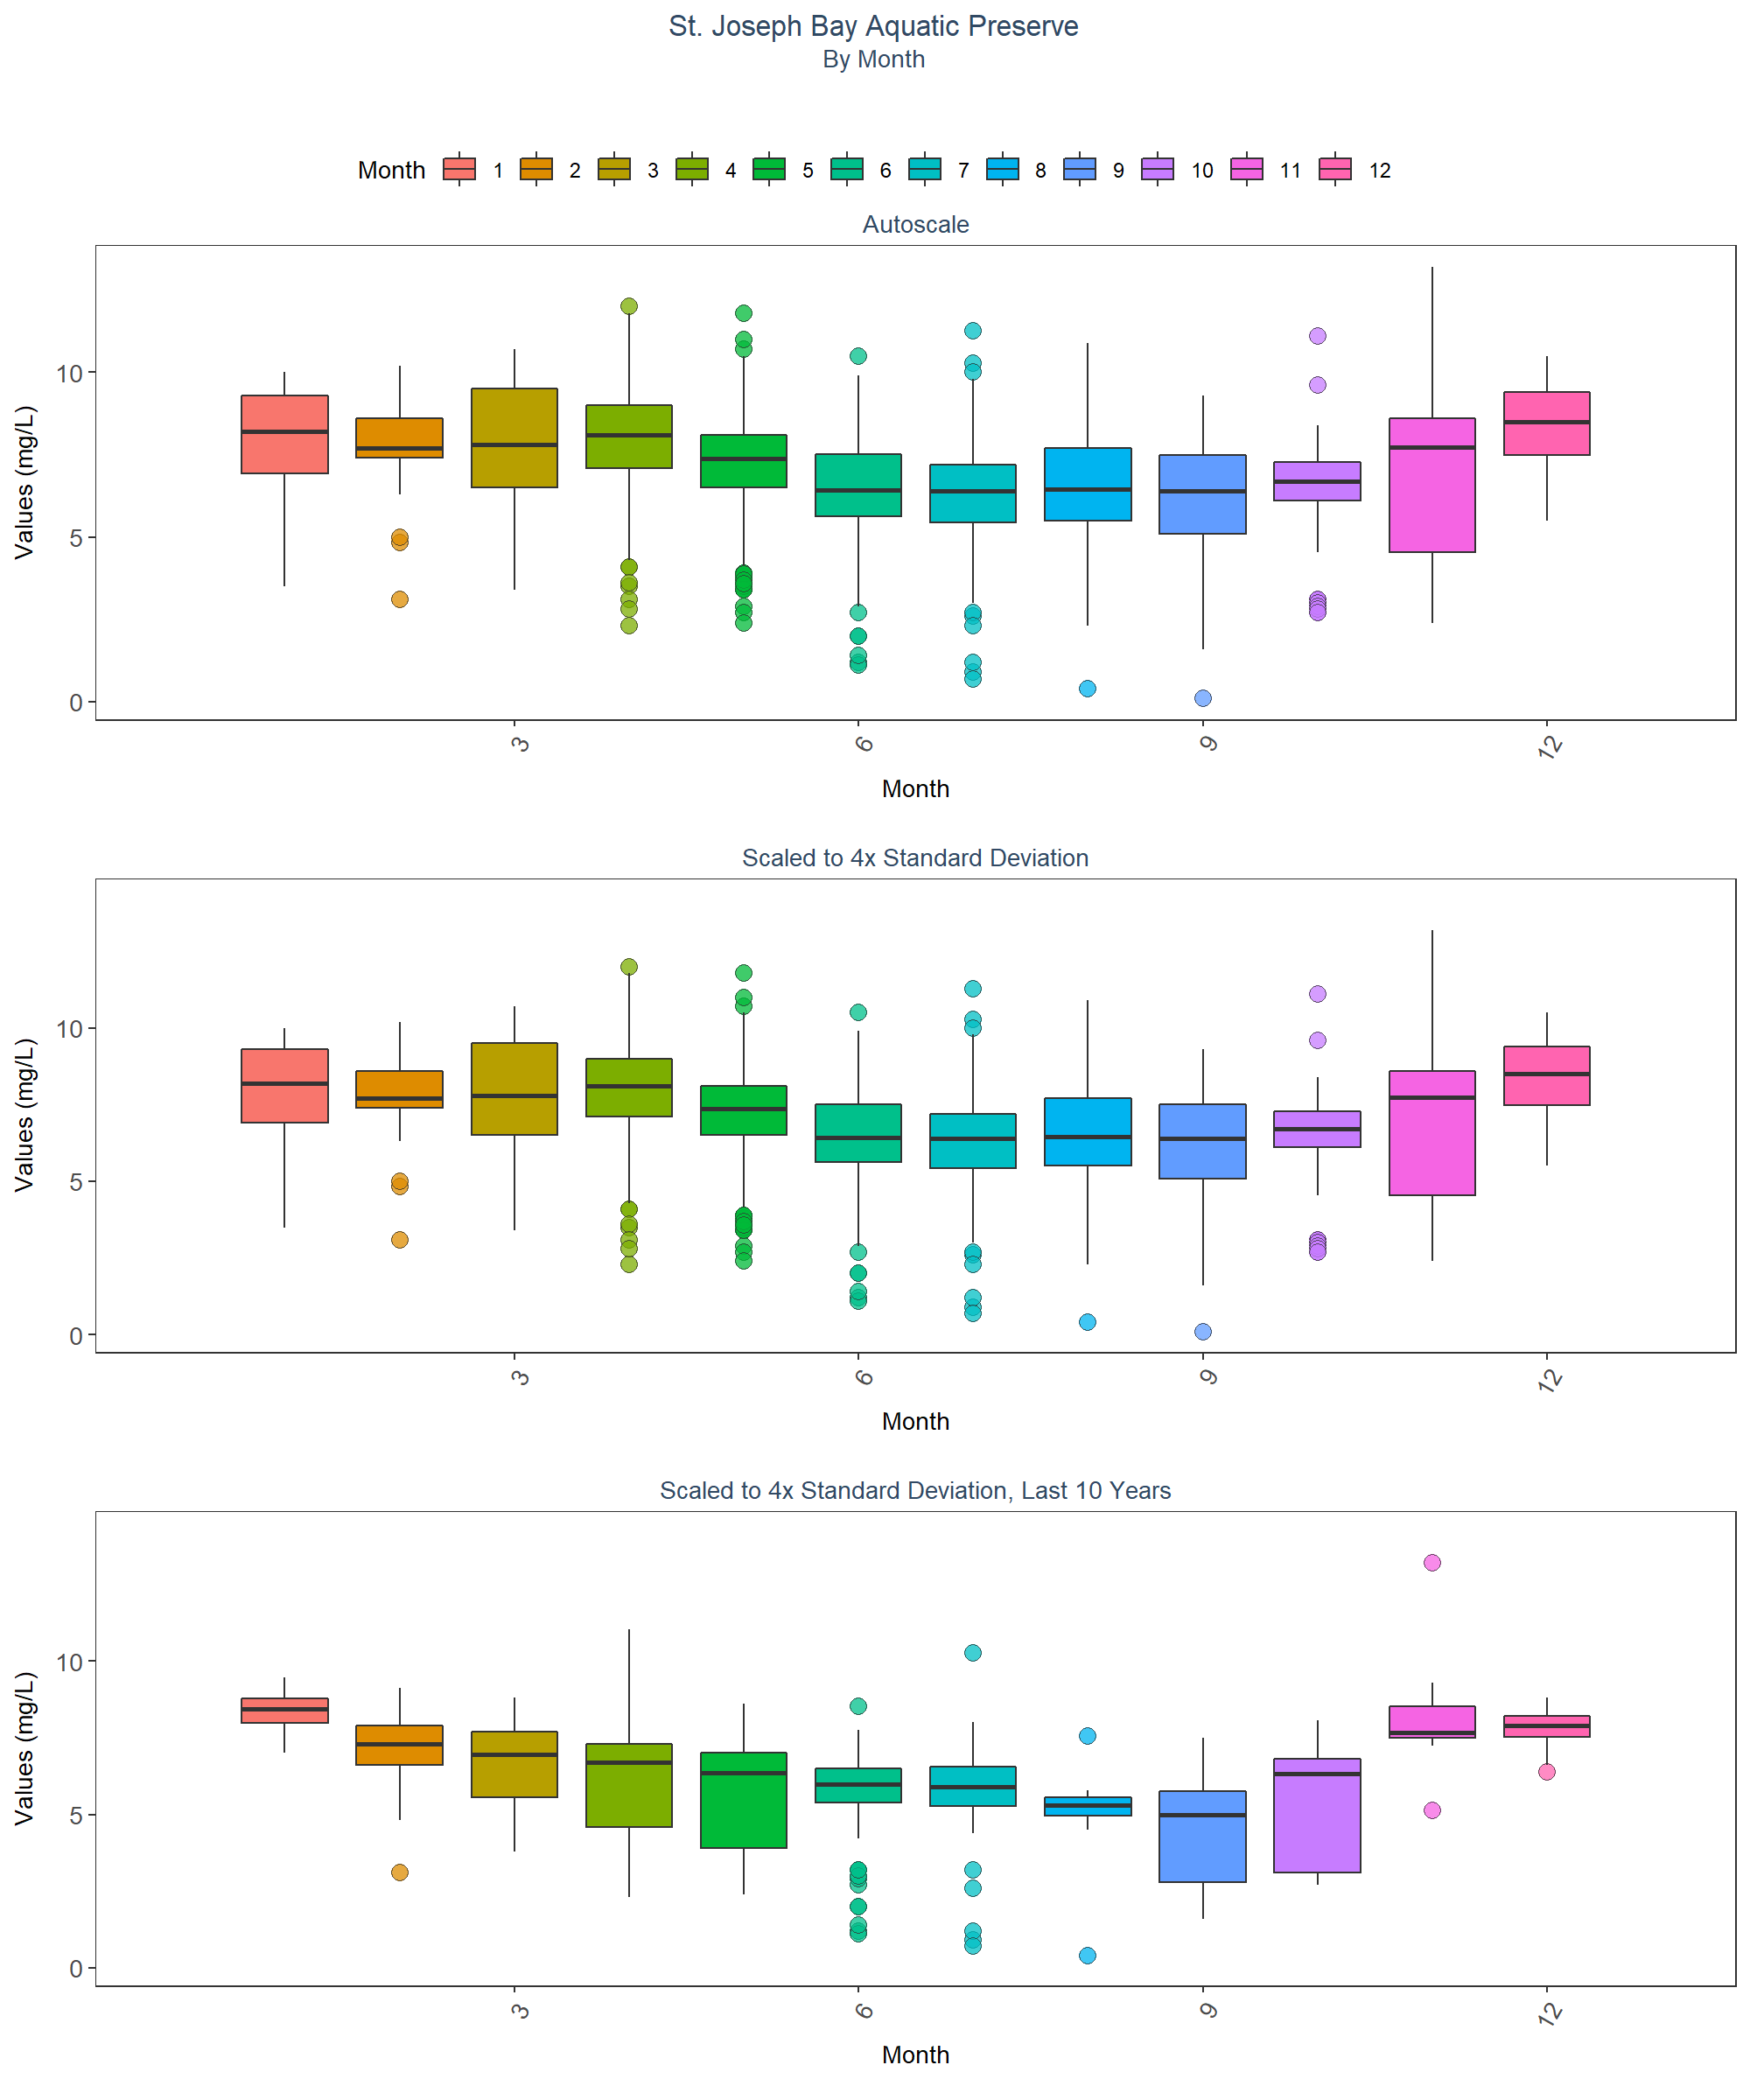 St. Joseph Bay Aquatic Preserve
By Month
Month 1 2 3 4 5 6 7 8 9 10 11 12
Autoscale
Values (mg/L)
10
5
0
3 6 9 12
Month
Scaled to 4x Standard Deviation
Values (mg/L)
10
5
0
3 6 9 12
Month
Scaled to 4x Standard Deviation, Last 10 Years
Values (mg/L)
10
5
0
3 6 9 12
Month